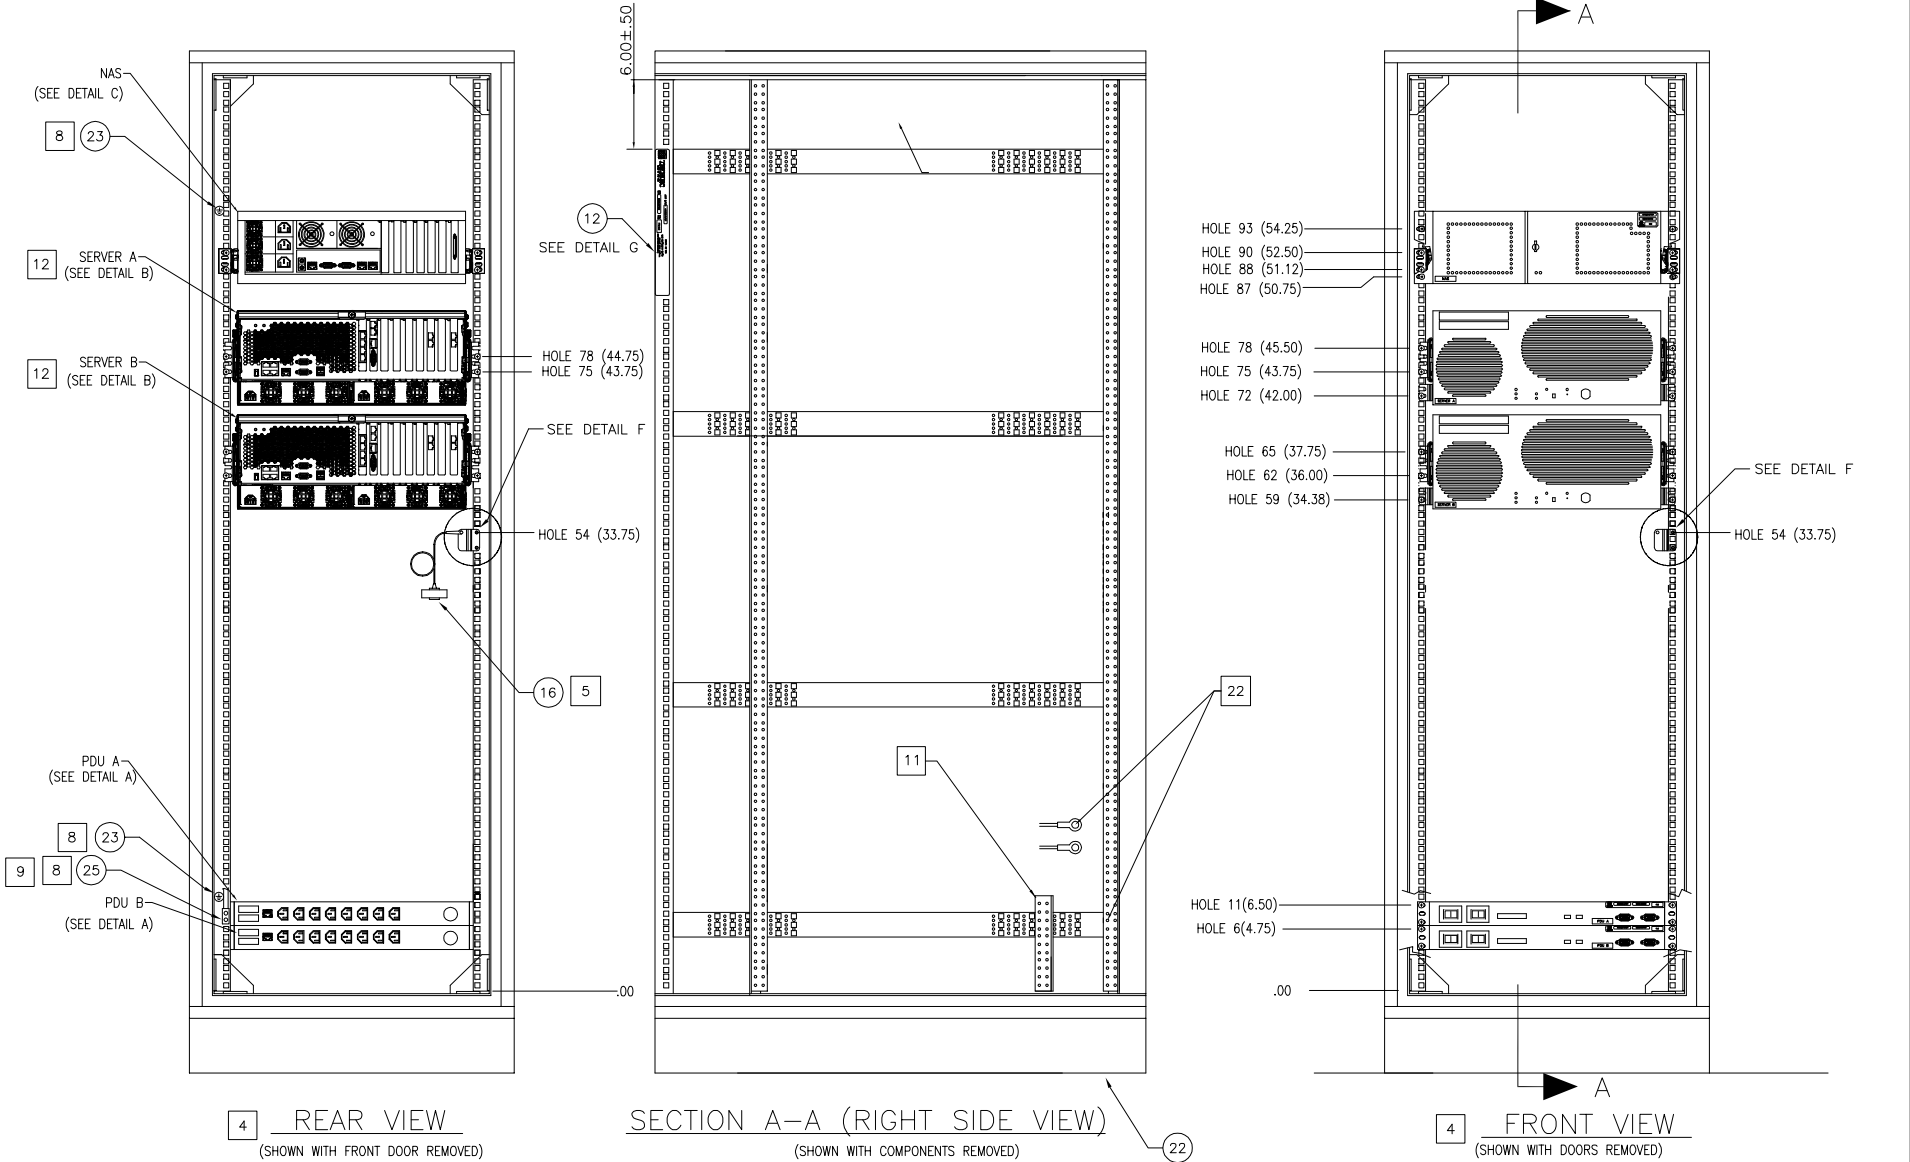 6.00±.50
A
NAS
(SEE DETAIL C)
8 23
12 SERVER A
(SEE DETAIL B)
12 SERVER B
(SEE DETAIL B)
HOLE 78 (44.75)
HOLE 75 (43.75)
SEE DETAIL F
HOLE 54 (33.75)
16 5
PDU A
(SEE DETAIL A)
8 23
9 8 25
PDU B
(SEE DETAIL A)
.00
4 REAR VIEW
(SHOWN WITH FRONT DOOR REMOVED)
12
SEE DETAIL G
11
22
SECTION A-A (RIGHT SIDE VIEW)
(SHOWN WITH COMPONENTS REMOVED)
22
HOLE 93 (54.25)
HOLE 90 (52.50)
HOLE 88 (51.12)
HOLE 87 (50.75)
HOLE 78 (45.50)
HOLE 75 (43.75)
HOLE 72 (42.00)
HOLE 65 (37.75)
HOLE 62 (36.00)
HOLE 59 (34.38)
NAS
SERVER A
SERVER B
SEE DETAIL F
HOLE 54 (33.75)
HOLE 11(6.50)
HOLE 6(4.75)
PDU A
PDU B
.00
A
4 FRONT VIEW
(SHOWN WITH DOORS REMOVED)